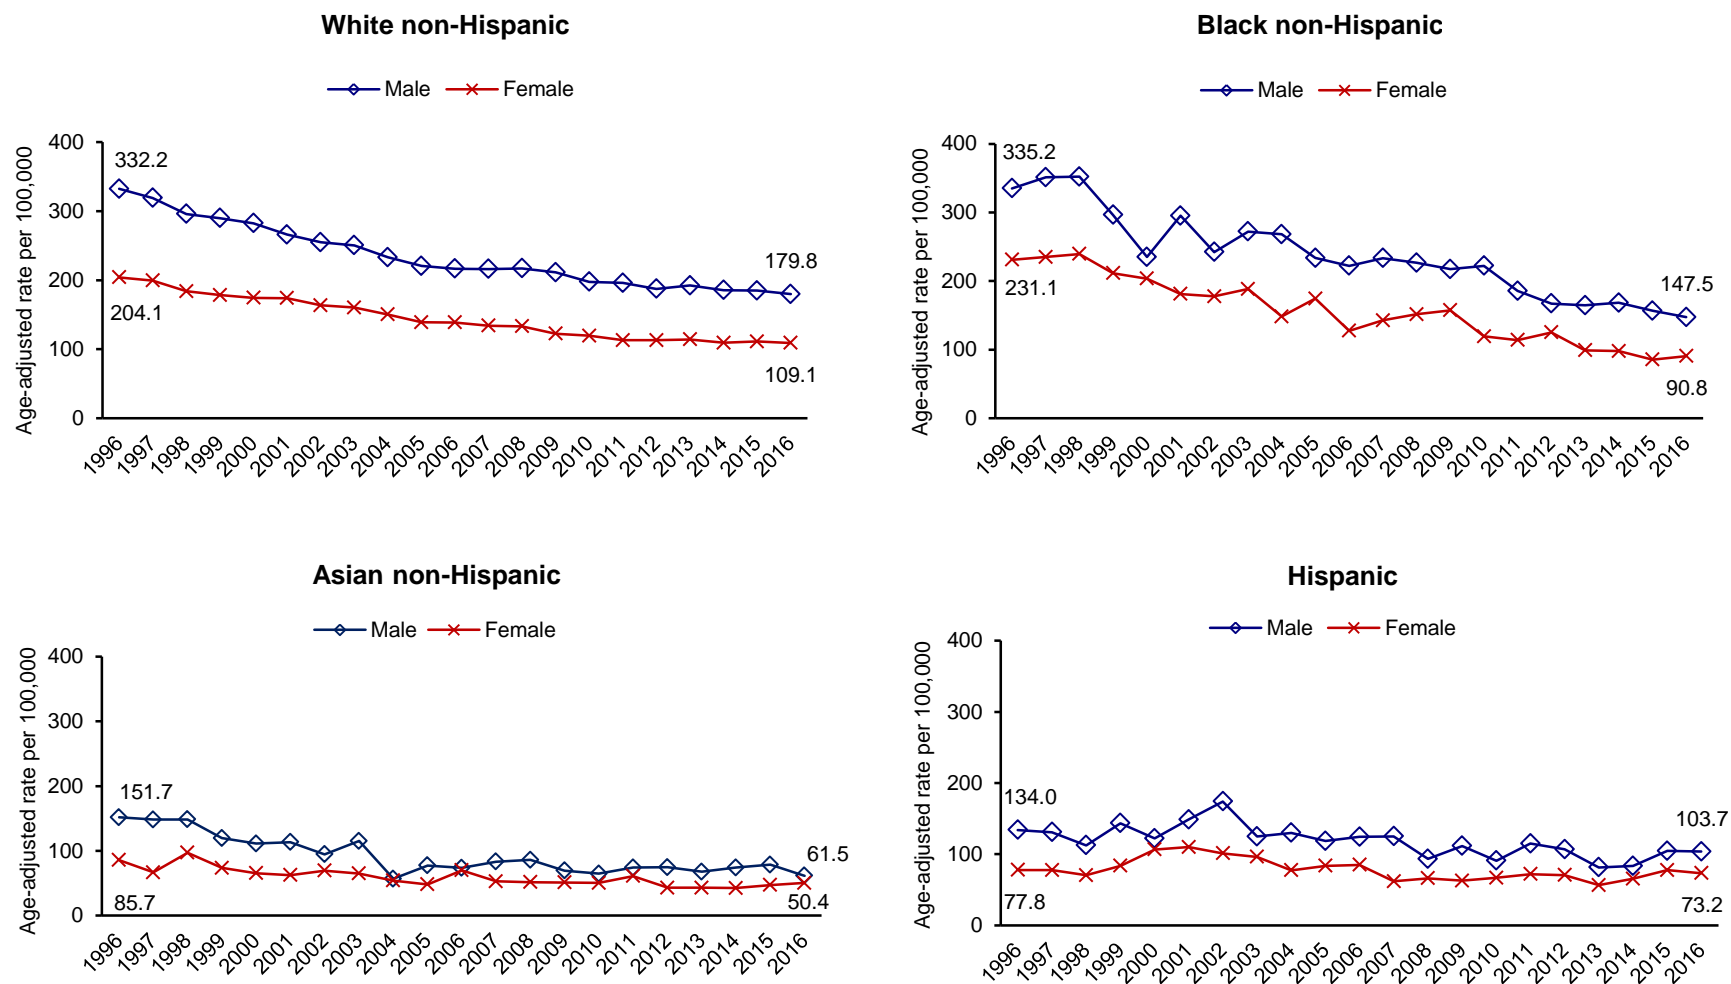 White non-Hispanic
Male Female
Age-adjusted rate per 100,000
400
300
200
100
0
332.2
204.1
179.8
109.1
1996 1997 1998 1999 2000 2001 2002 2003 2004 2005 2006 2007 2008 2009 2010 2011 2012 2013 2014 2015 2016
Black non-Hispanic
Male Female
Age-adjusted rate per 100,000
400
300
200
100
0
335.2
231.1
147.5
90.8
1996 1997 1998 1999 2000 2001 2002 2003 2004 2005 2006 2007 2008 2009 2010 2011 2012 2013 2014 2015 2016
Asian non-Hispanic
Male Female
Age-adjusted rate per 100,000
400
300
200
100
0
151.7
85.7
61.5
50.4
1996 1997 1998 1999 2000 2001 2002 2003 2004 2005 2006 2007 2008 2009 2010 2011 2012 2013 2014 2015 2016
Hispanic
Male Female
Age-adjusted rate per 100,000
400
300
200
100
0
134.0
77.8
103.7
73.2
1996 1997 1998 1999 2000 2001 2002 2003 2004 2005 2006 2007 2008 2009 2010 2011 2012 2013 2014 2015 2016